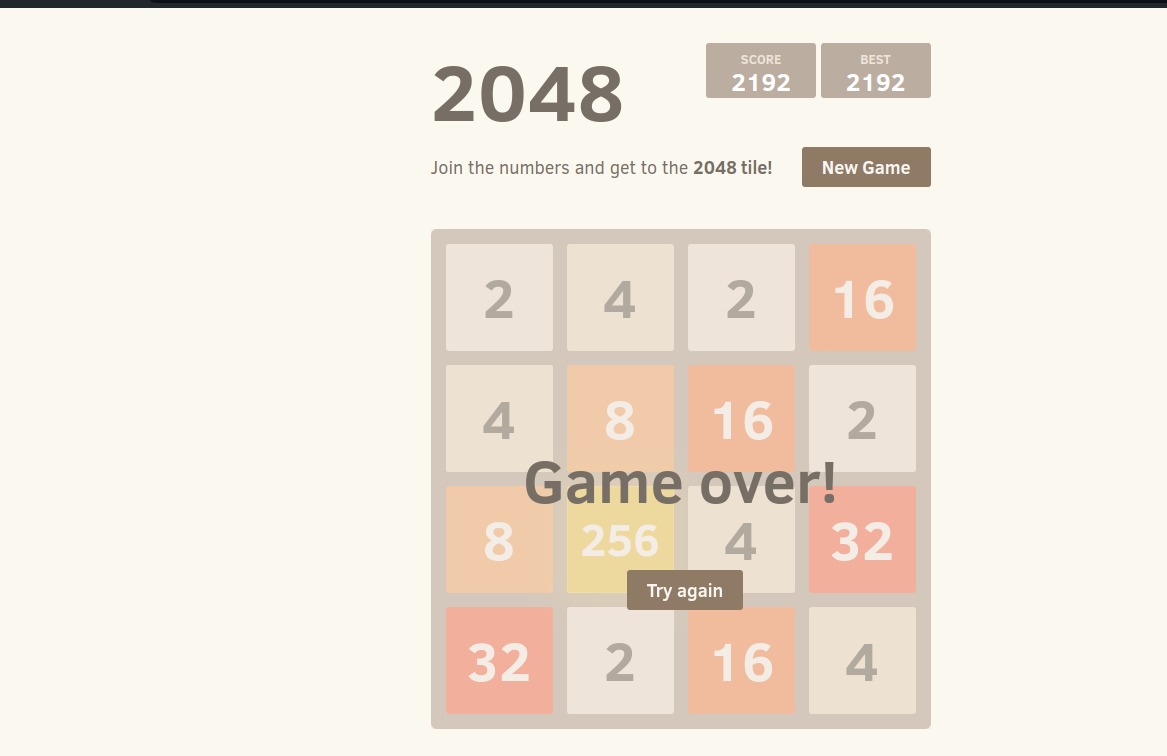 2048
SCORE
2192
BEST
2192
Join the numbers and get to the 2048 tile!
New Game
2 4 2 16
4 8 16 2
Game over!
8 256 4 32
Try again
32 2 16 4